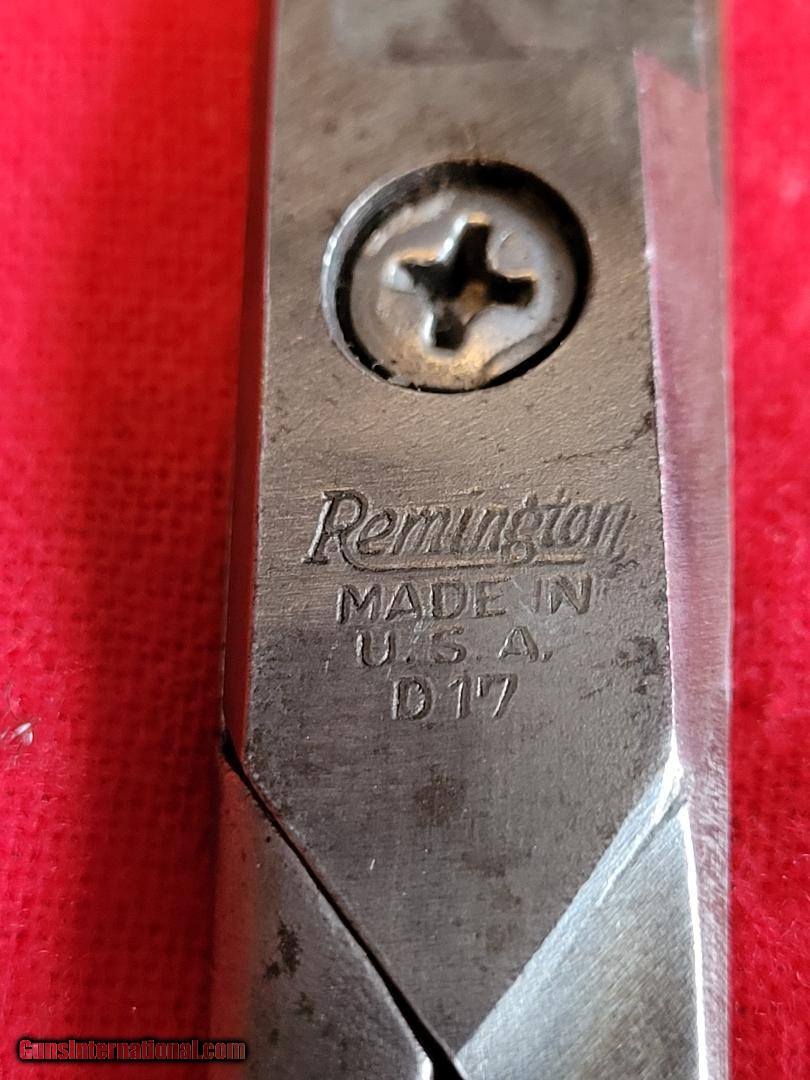 Remington
MADE IN
U.S.A.
D17
GunsInternational.com